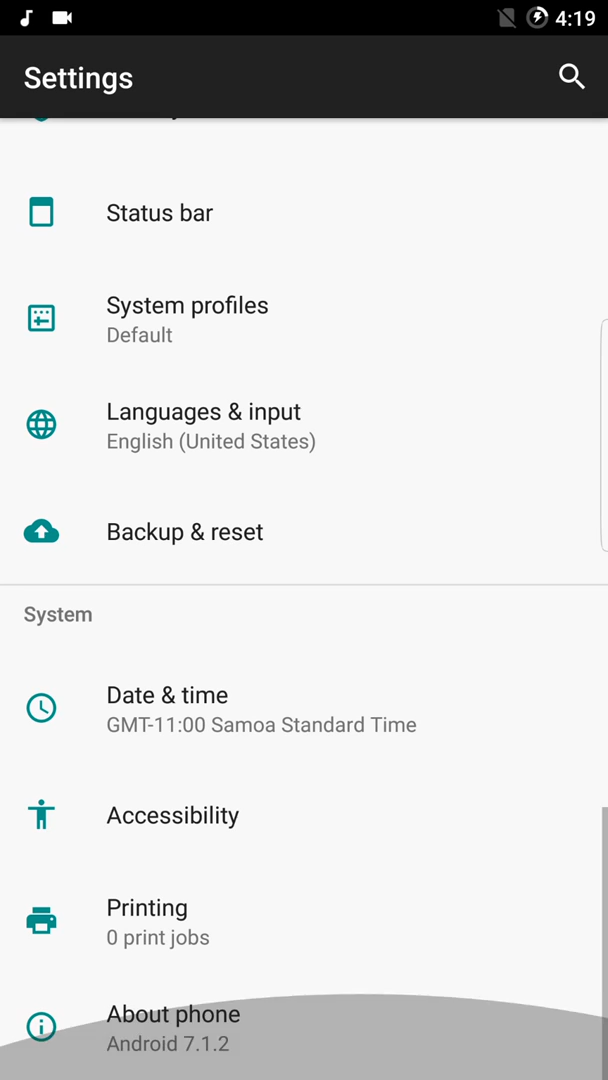 4:19
Settings
Status bar
System profiles
Default
Languages & input
English (United States)
Backup & reset
System
Date & time
GMT-11:00 Samoa Standard Time
Accessibility
Printing
0 print jobs
About phone
Android 7.1.2